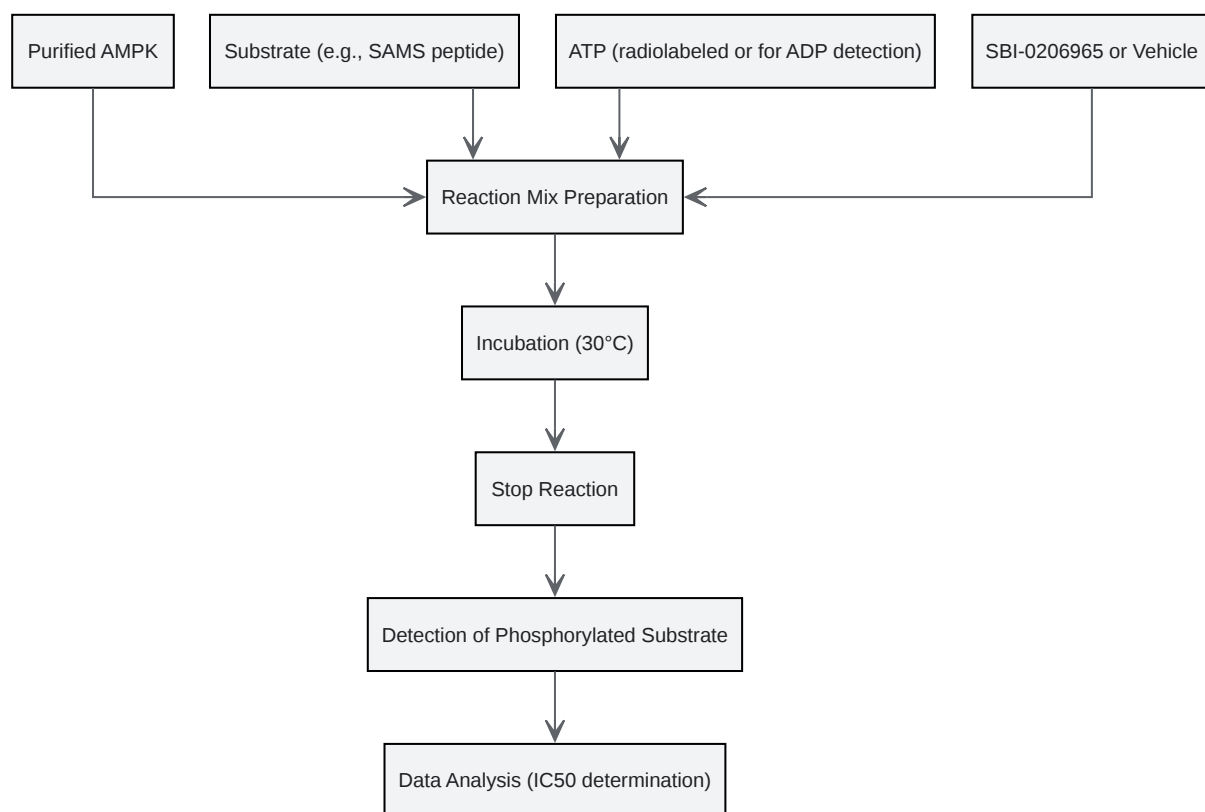 Purified AMPK
Substrate (e.g., SAMS peptide)
ATP (radiolabeled or for ADP detection)
SBI-0206965 or Vehicle
Reaction Mix Preparation
Incubation (30°C)
Stop Reaction
Detection of Phosphorylated Substrate
Data Analysis (IC50 determination)